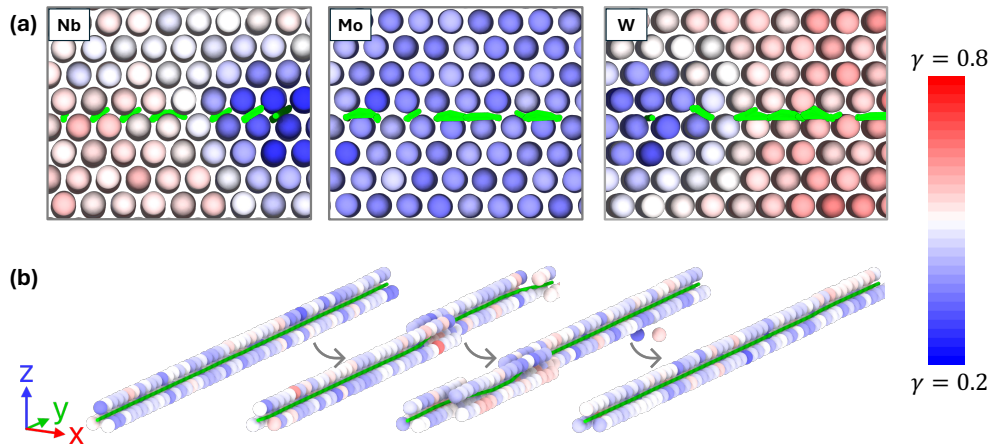 (a) Nb Mo W
γ = 0.8
γ = 0.2
(b)
z
y
x